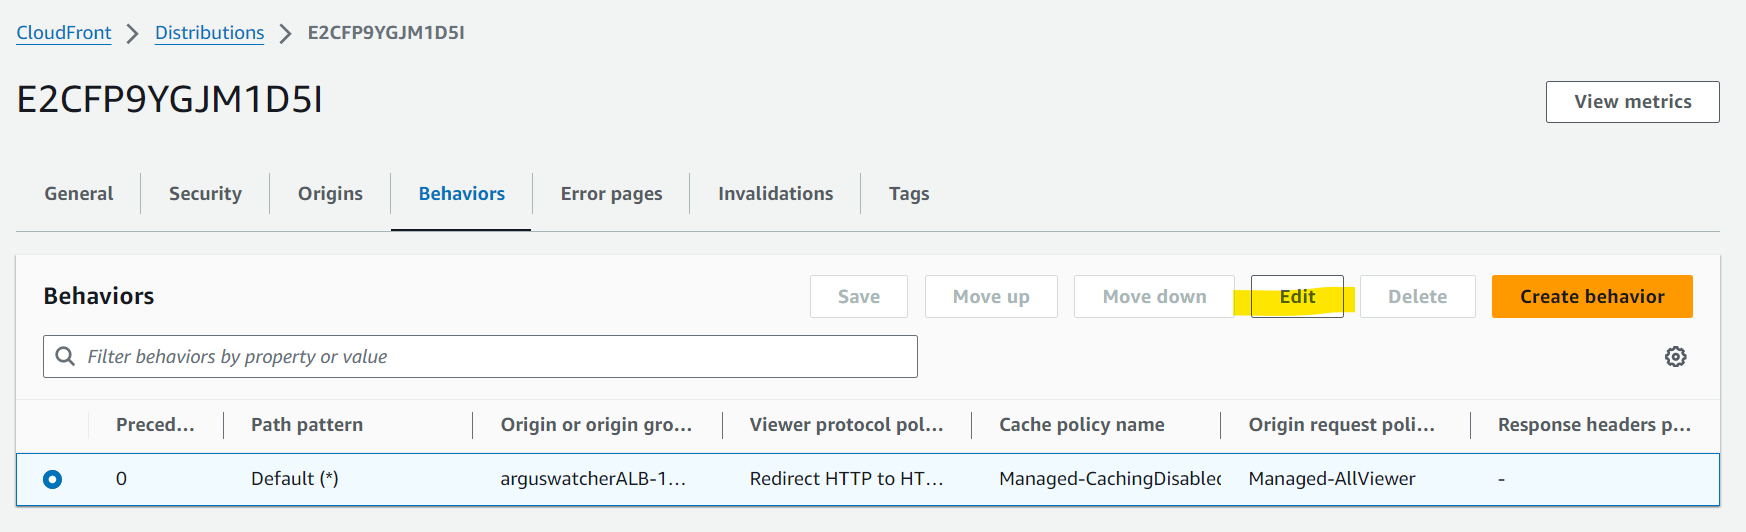 CloudFront > Distributions > E2CFP9YGJM1D5I
E2CFP9YGJM1D5I
View metrics
General Security Origins Behaviors Error pages Invalidations Tags
Behaviors Save Move up Move down Edit Delete Create behavior
Filter behaviors by property or value
Preced... Path pattern Origin or origin gro... Viewer protocol pol... Cache policy name Origin request poli... Response headers p...
0 Default (*) arguswatcherALB-1... Redirect HTTP to HT... Managed-CachingDisabled Managed-AllViewer -